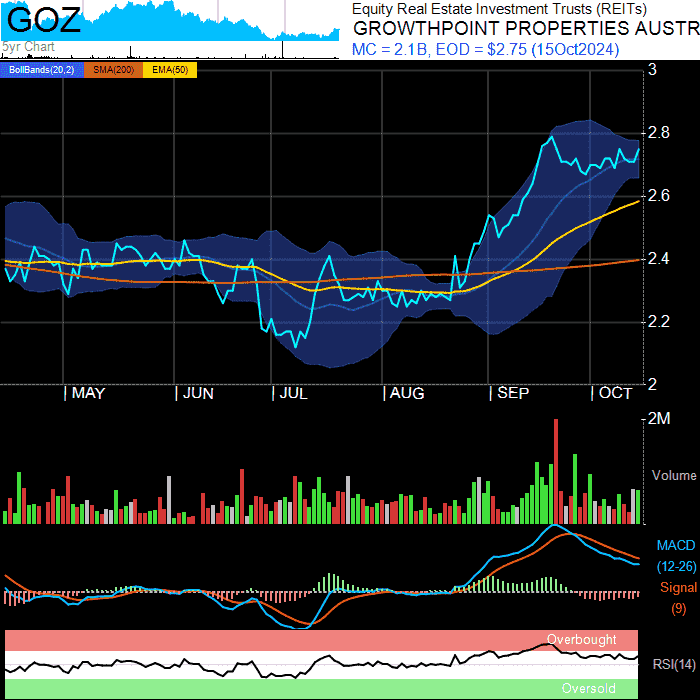 GOZ
5yr Chart
Equity Real Estate Investment Trusts (REITs)
GROWTHPOINT PROPERTIES AUSTR
MC = 2.1B, EOD = $2.75 (15Oct2024)
BollBands(20,2) SMA(200) EMA(50)
3
2.8
2.6
2.4
2.2
2
MAY JUN JUL AUG SEP OCT
2M
Volume
MACD
(12-26)
Signal
(9)
Overbought
RSI(14)
Oversold